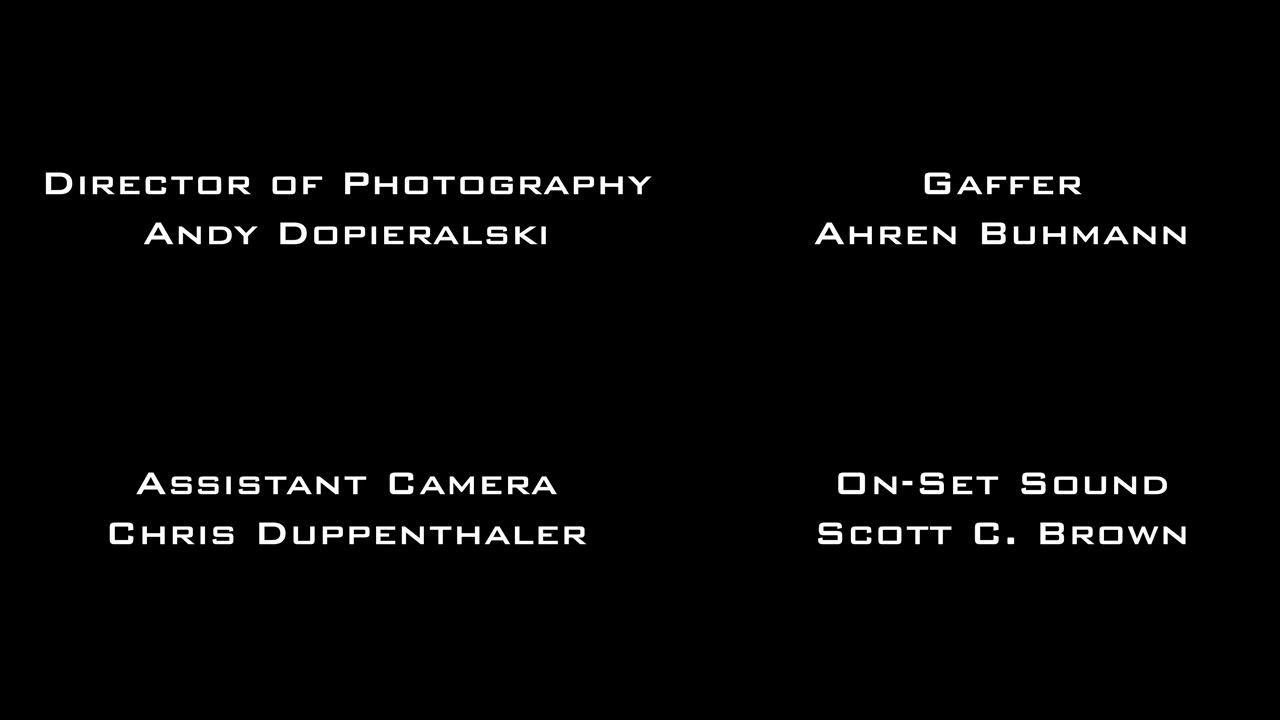 Director of Photography
Andy Dopieralski
Gaffer
Ahren Buhmann
Assistant Camera
Chris Duppenthaler
On-Set Sound
Scott C. Brown